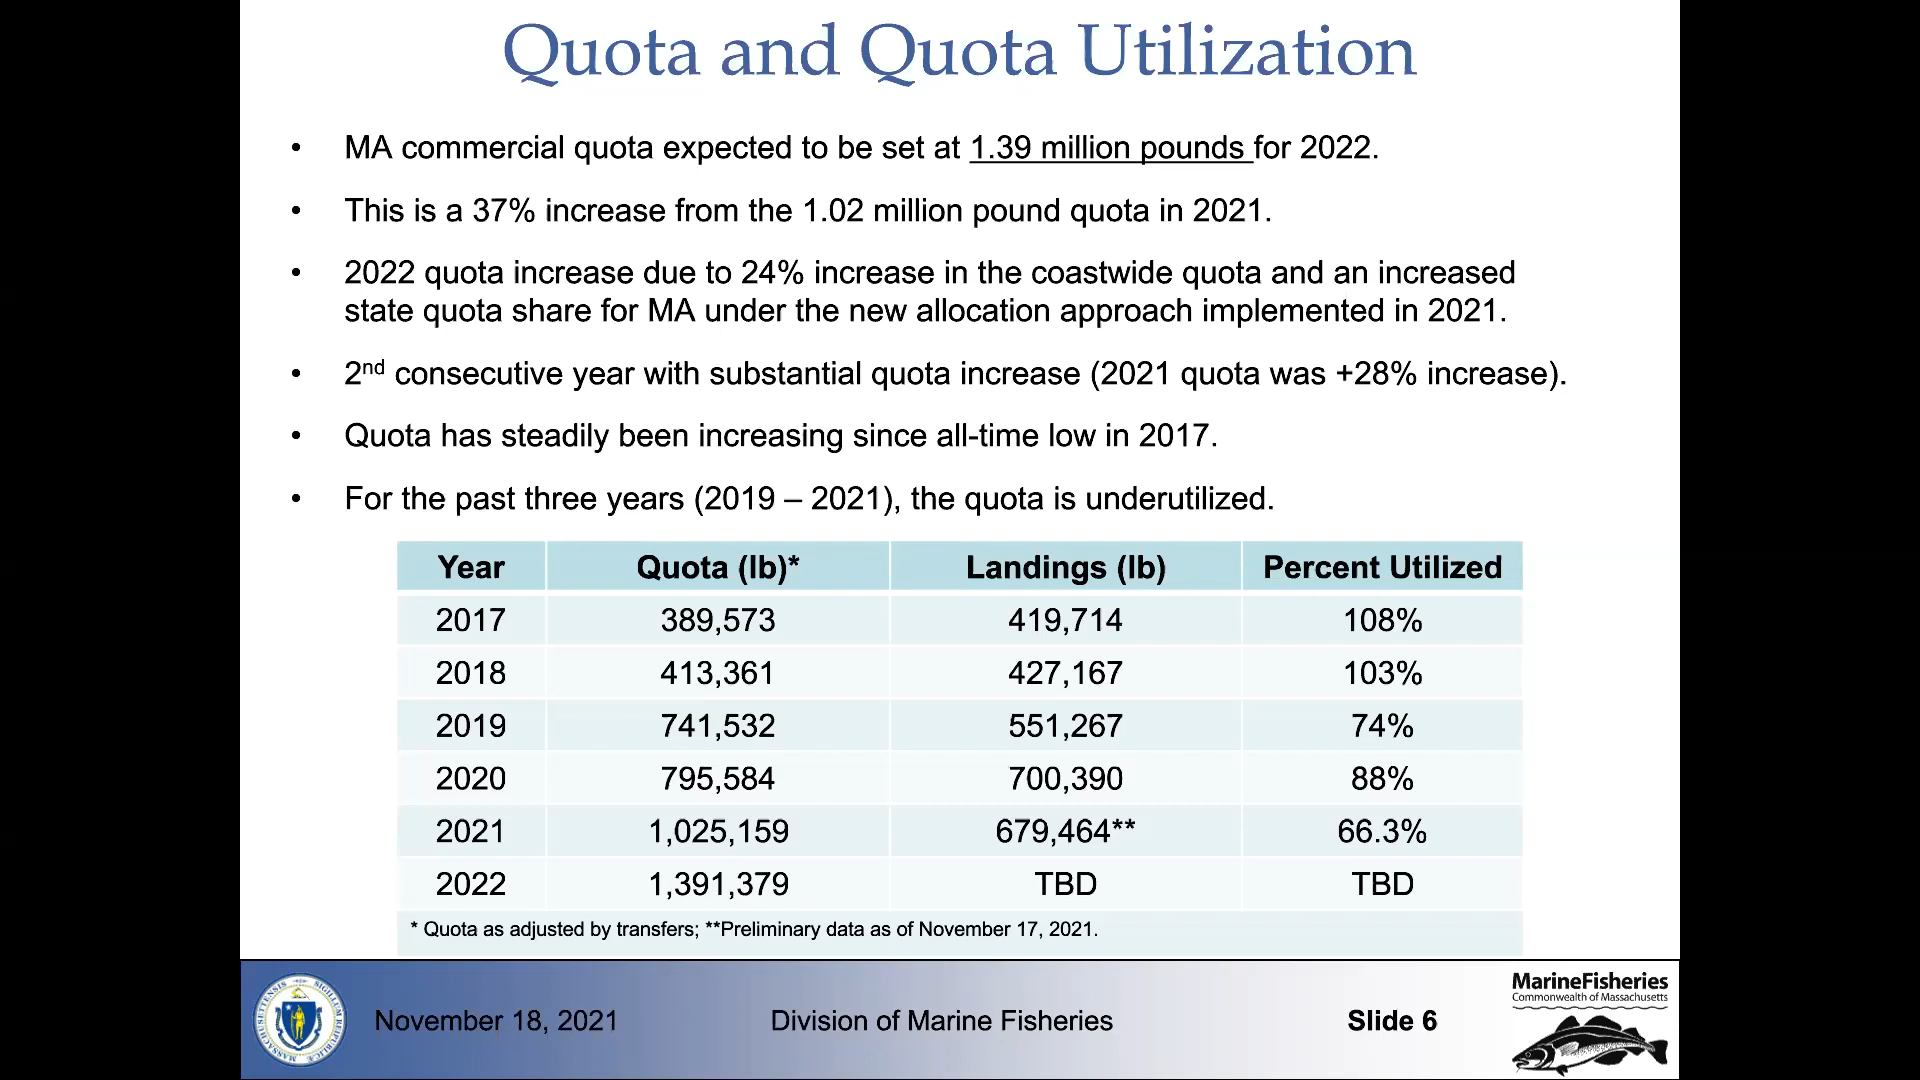 Quota and Quota Utilization
• MA commercial quota expected to be set at 1.39 million pounds for 2022.
• This is a 37% increase from the 1.02 million pound quota in 2021.
• 2022 quota increase due to 24% increase in the coastwide quota and an increased
state quota share for MA under the new allocation approach implemented in 2021.
• 2nd consecutive year with substantial quota increase (2021 quota was +28% increase).
• Quota has steadily been increasing since all-time low in 2017.
• For the past three years (2019 – 2021), the quota is underutilized.
Year Quota (lb)* Landings (lb) Percent Utilized
2017 389,573 419,714 108%
2018 413,361 427,167 103%
2019 741,532 551,267 74%
2020 795,584 700,390 88%
2021 1,025,159 679,464** 66.3%
2022 1,391,379 TBD TBD
* Quota as adjusted by transfers; **Preliminary data as of November 17, 2021.
November 18, 2021 Division of Marine Fisheries Slide 6
MarineFisheries
Commonwealth of Massachusetts